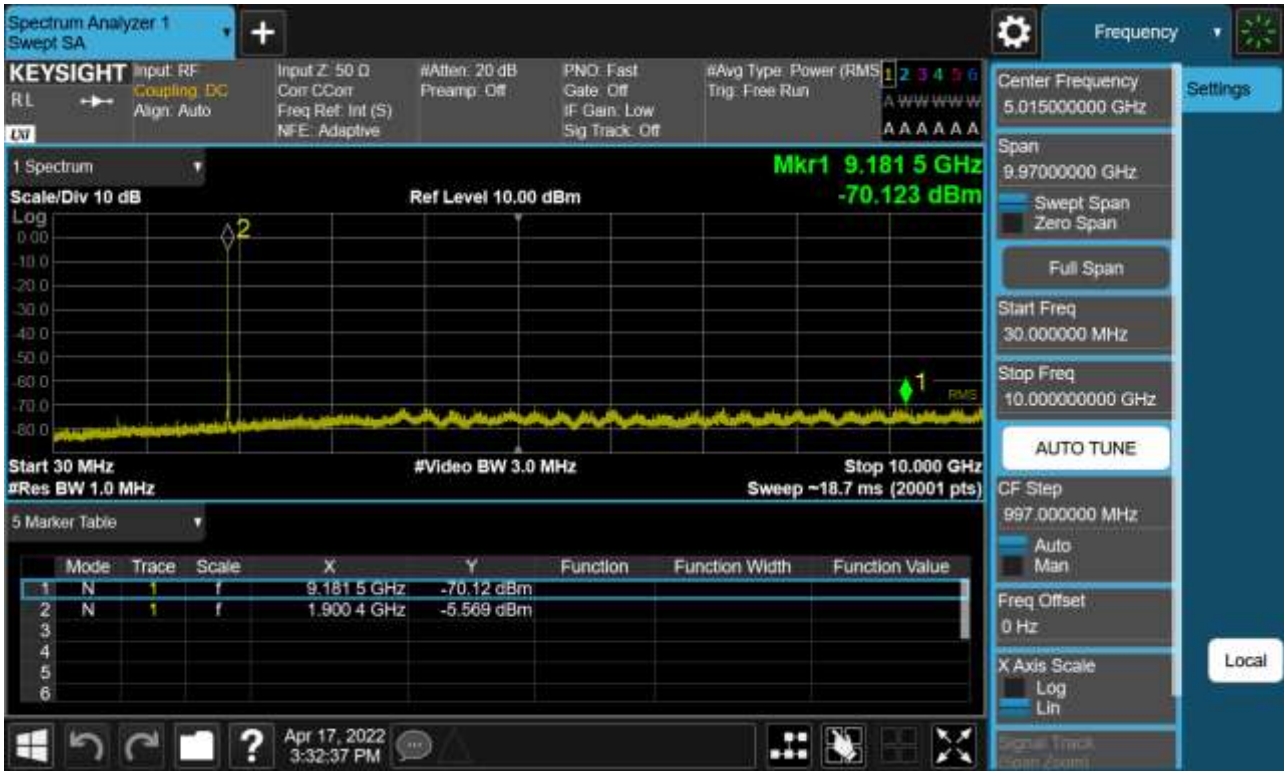 Spectrum Analyzer 1
Swept SA
Frequency
KEYSIGHT
RL
LXI
Input: RF
Coupling: DC
Align: Auto
Input Z: 50 Ω
Corr CCorr
Freq Ref: Int (S)
NFE: Adaptive
#Atten: 20 dB
Preamp: Off
PNO: Fast
Gate: Off
IF Gain: Low
Sig Track: Off
#Avg Type: Power (RMS
Trig: Free Run
1 2 3 4 5 6
A W W W W W
A A A A A A
1 Spectrum
Scale/Div 10 dB
Ref Level 10.00 dBm
Mkr1 9.181 5 GHz
-70.123 dBm
Log
0.00
-10.0
-20.0
-30.0
-40.0
-50.0
-60.0
-70.0
-80.0
2
1
RMS
Start 30 MHz
#Video BW 3.0 MHz
Stop 10.000 GHz
#Res BW 1.0 MHz
Sweep ~18.7 ms (20001 pts)
5 Marker Table
Mode Trace Scale X Y Function Function Width Function Value
1 N 1 f 9.181 5 GHz -70.12 dBm
2 N 1 f 1.900 4 GHz -5.569 dBm
3
4
5
6
Apr 17, 2022
3:32:37 PM
Center Frequency
5.015000000 GHz
Settings
Span
9.97000000 GHz
Swept Span
Zero Span
Full Span
Start Freq
30.000000 MHz
Stop Freq
10.000000000 GHz
AUTO TUNE
CF Step
997.000000 MHz
Auto
Man
Freq Offset
0 Hz
X Axis Scale
Log
Lin
Local
Signal Track
(Span Zoom)